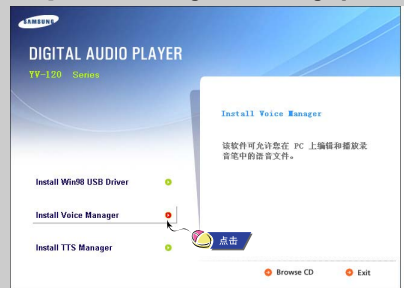 SAMSUNG
DIGITAL AUDIO PLAYER
YV-120 Series
Install Voice Manager
该软件可允许您在 PC 上编辑和播放录
音笔中的语音文件。
Install Win98 USB Driver
Install Voice Manager
点击
Install TTS Manager
Browse CD
Exit